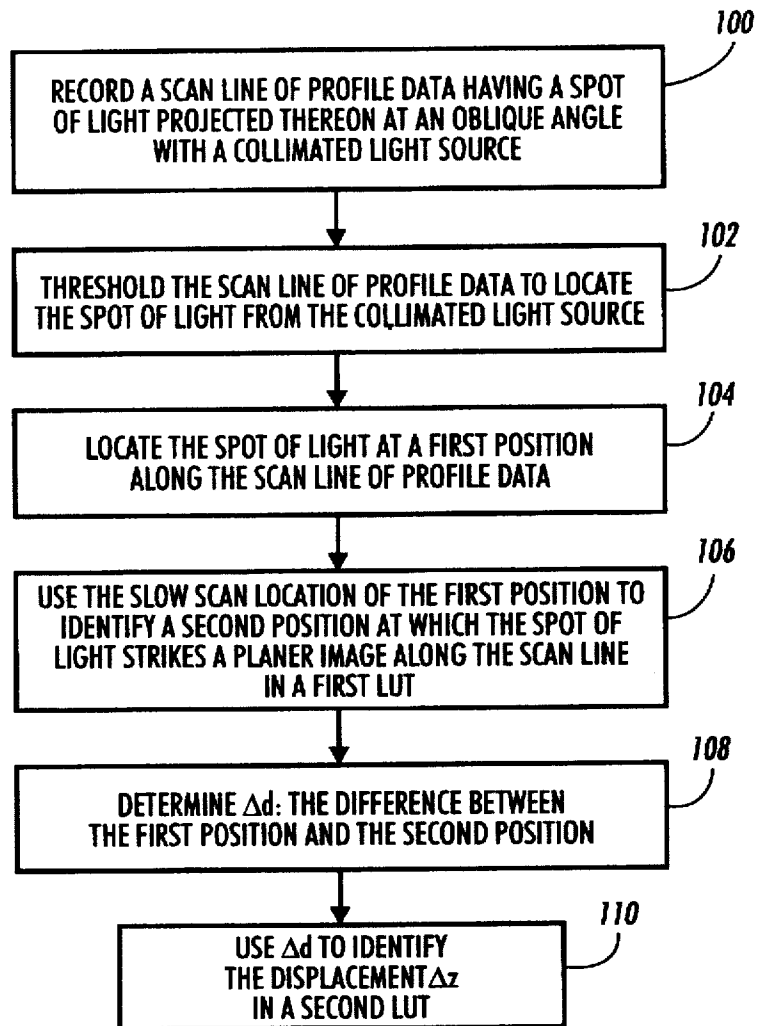 100
RECORD A SCAN LINE OF PROFILE DATA HAVING A SPOT
OF LIGHT PROJECTED THEREON AT AN OBLIQUE ANGLE
WITH A COLLIMATED LIGHT SOURCE
102
THRESHOLD THE SCAN LINE OF PROFILE DATA TO LOCATE
THE SPOT OF LIGHT FROM THE COLLIMATED LIGHT SOURCE
104
LOCATE THE SPOT OF LIGHT AT A FIRST POSITION
ALONG THE SCAN LINE OF PROFILE DATA
106
USE THE SLOW SCAN LOCATION OF THE FIRST POSITION TO
IDENTIFY A SECOND POSITION AT WHICH THE SPOT OF
LIGHT STRIKES A PLANER IMAGE ALONG THE SCAN LINE
IN A FIRST LUT
108
DETERMINE Δd: THE DIFFERENCE BETWEEN
THE FIRST POSITION AND THE SECOND POSITION.
110
USE Δd TO IDENTIFY
THE DISPLACEMENT Δz
IN A SECOND LUT